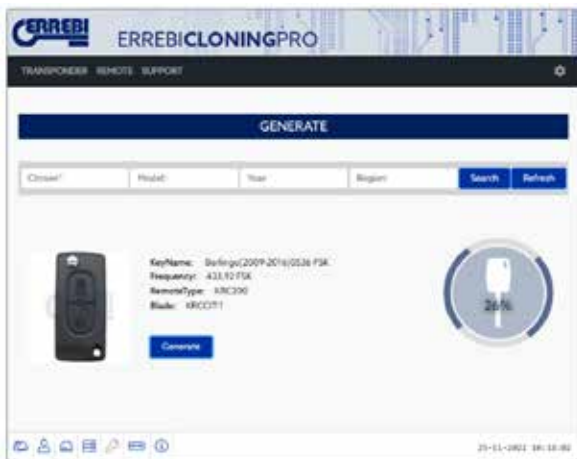 ERREBI
ERREBICLONINGPRO
TRANSPONDER REMOTE SUPPORT
GENERATE
Model: Year Region Search Refresh
KeyName: Berlingo(2009-2016)0536 FSK
Frequency: 433,92 FSK
RemoteType:
Blade:
26%
Generate